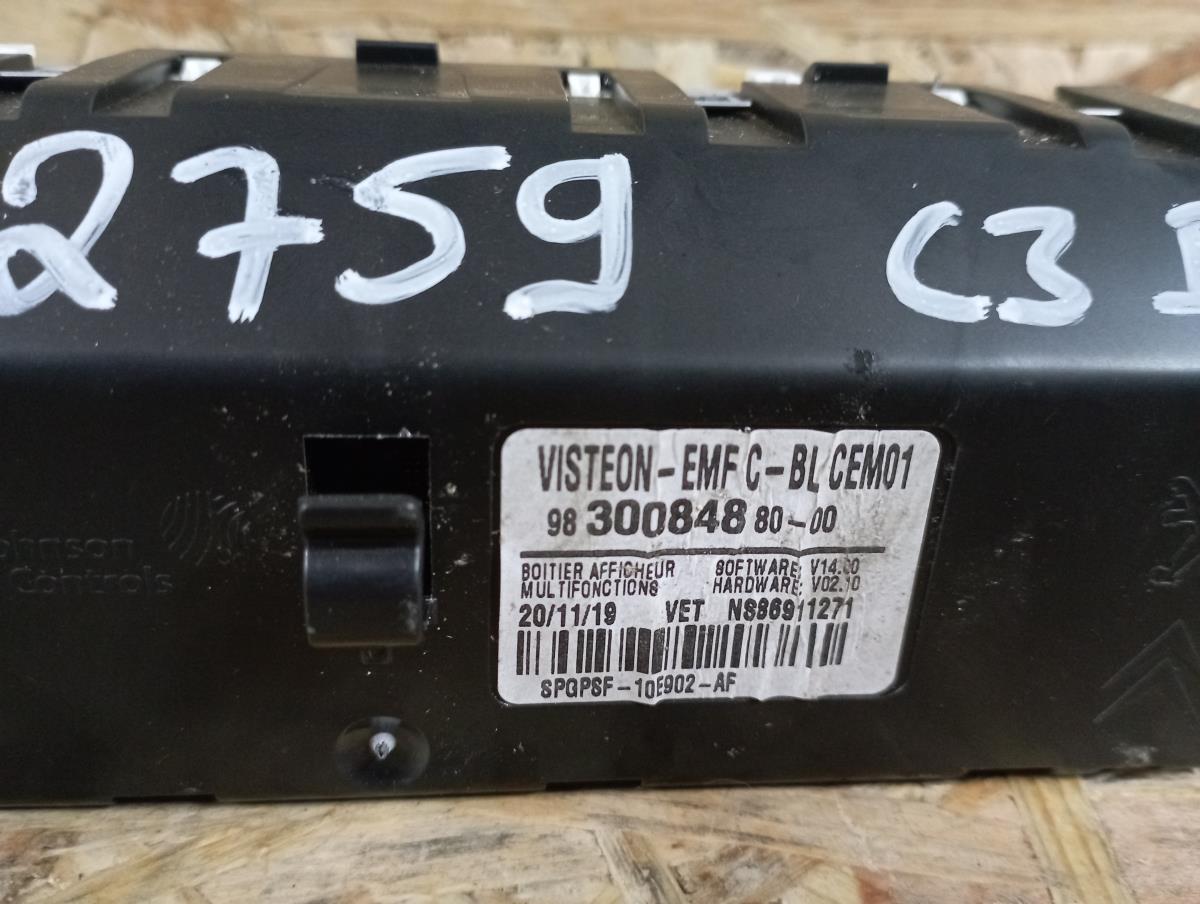 2759 C3
Johnson
Controls
VISTEON-EMF C-BL CEM01
98 300848 80-00
BOITIER AFFICHEUR SOFTWARE: V14.00
MULTIFONCTIONS HARDWARE: V02.10
20/11/19 VET NS86911271
SPQPSF-10E902-AF